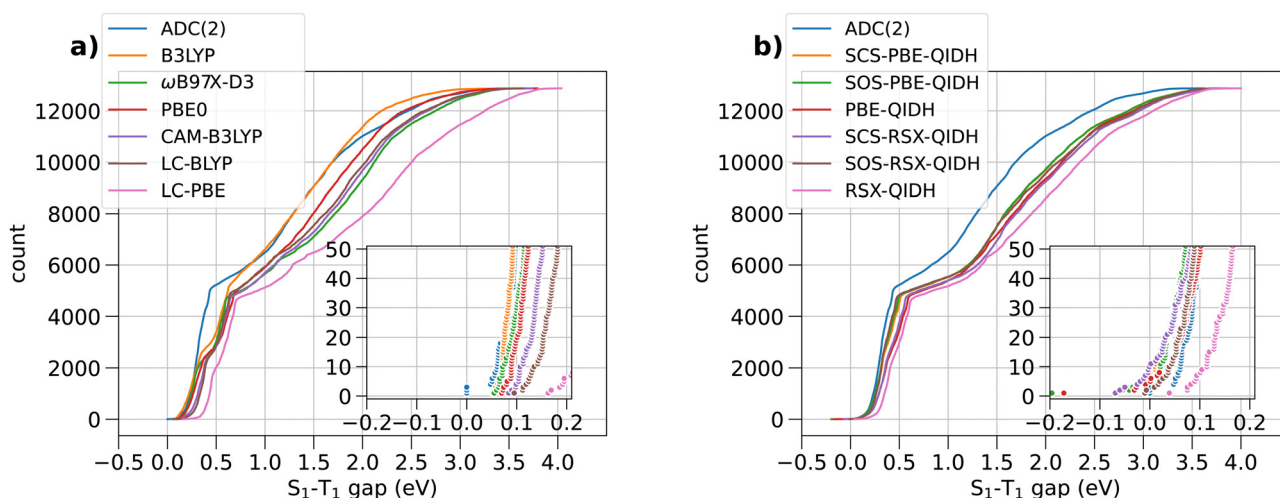 a)
ADC(2)
B3LYP
ωB97X-D3
PBE0
CAM-B3LYP
LC-BLYP
LC-PBE
count
12000
10000
8000
6000
4000
2000
0
−0.5 0.0 0.5 1.0 1.5 2.0 2.5 3.0 3.5 4.0
S₁-T₁ gap (eV)
50
40
30
20
10
0
−0.2 −0.1 0.0 0.1 0.2
b)
ADC(2)
SCS-PBE-QIDH
SOS-PBE-QIDH
PBE-QIDH
SCS-RSX-QIDH
SOS-RSX-QIDH
RSX-QIDH
count
12000
10000
8000
6000
4000
2000
0
−0.5 0.0 0.5 1.0 1.5 2.0 2.5 3.0 3.5 4.0
S₁-T₁ gap (eV)
50
40
30
20
10
0
−0.2 −0.1 0.0 0.1 0.2